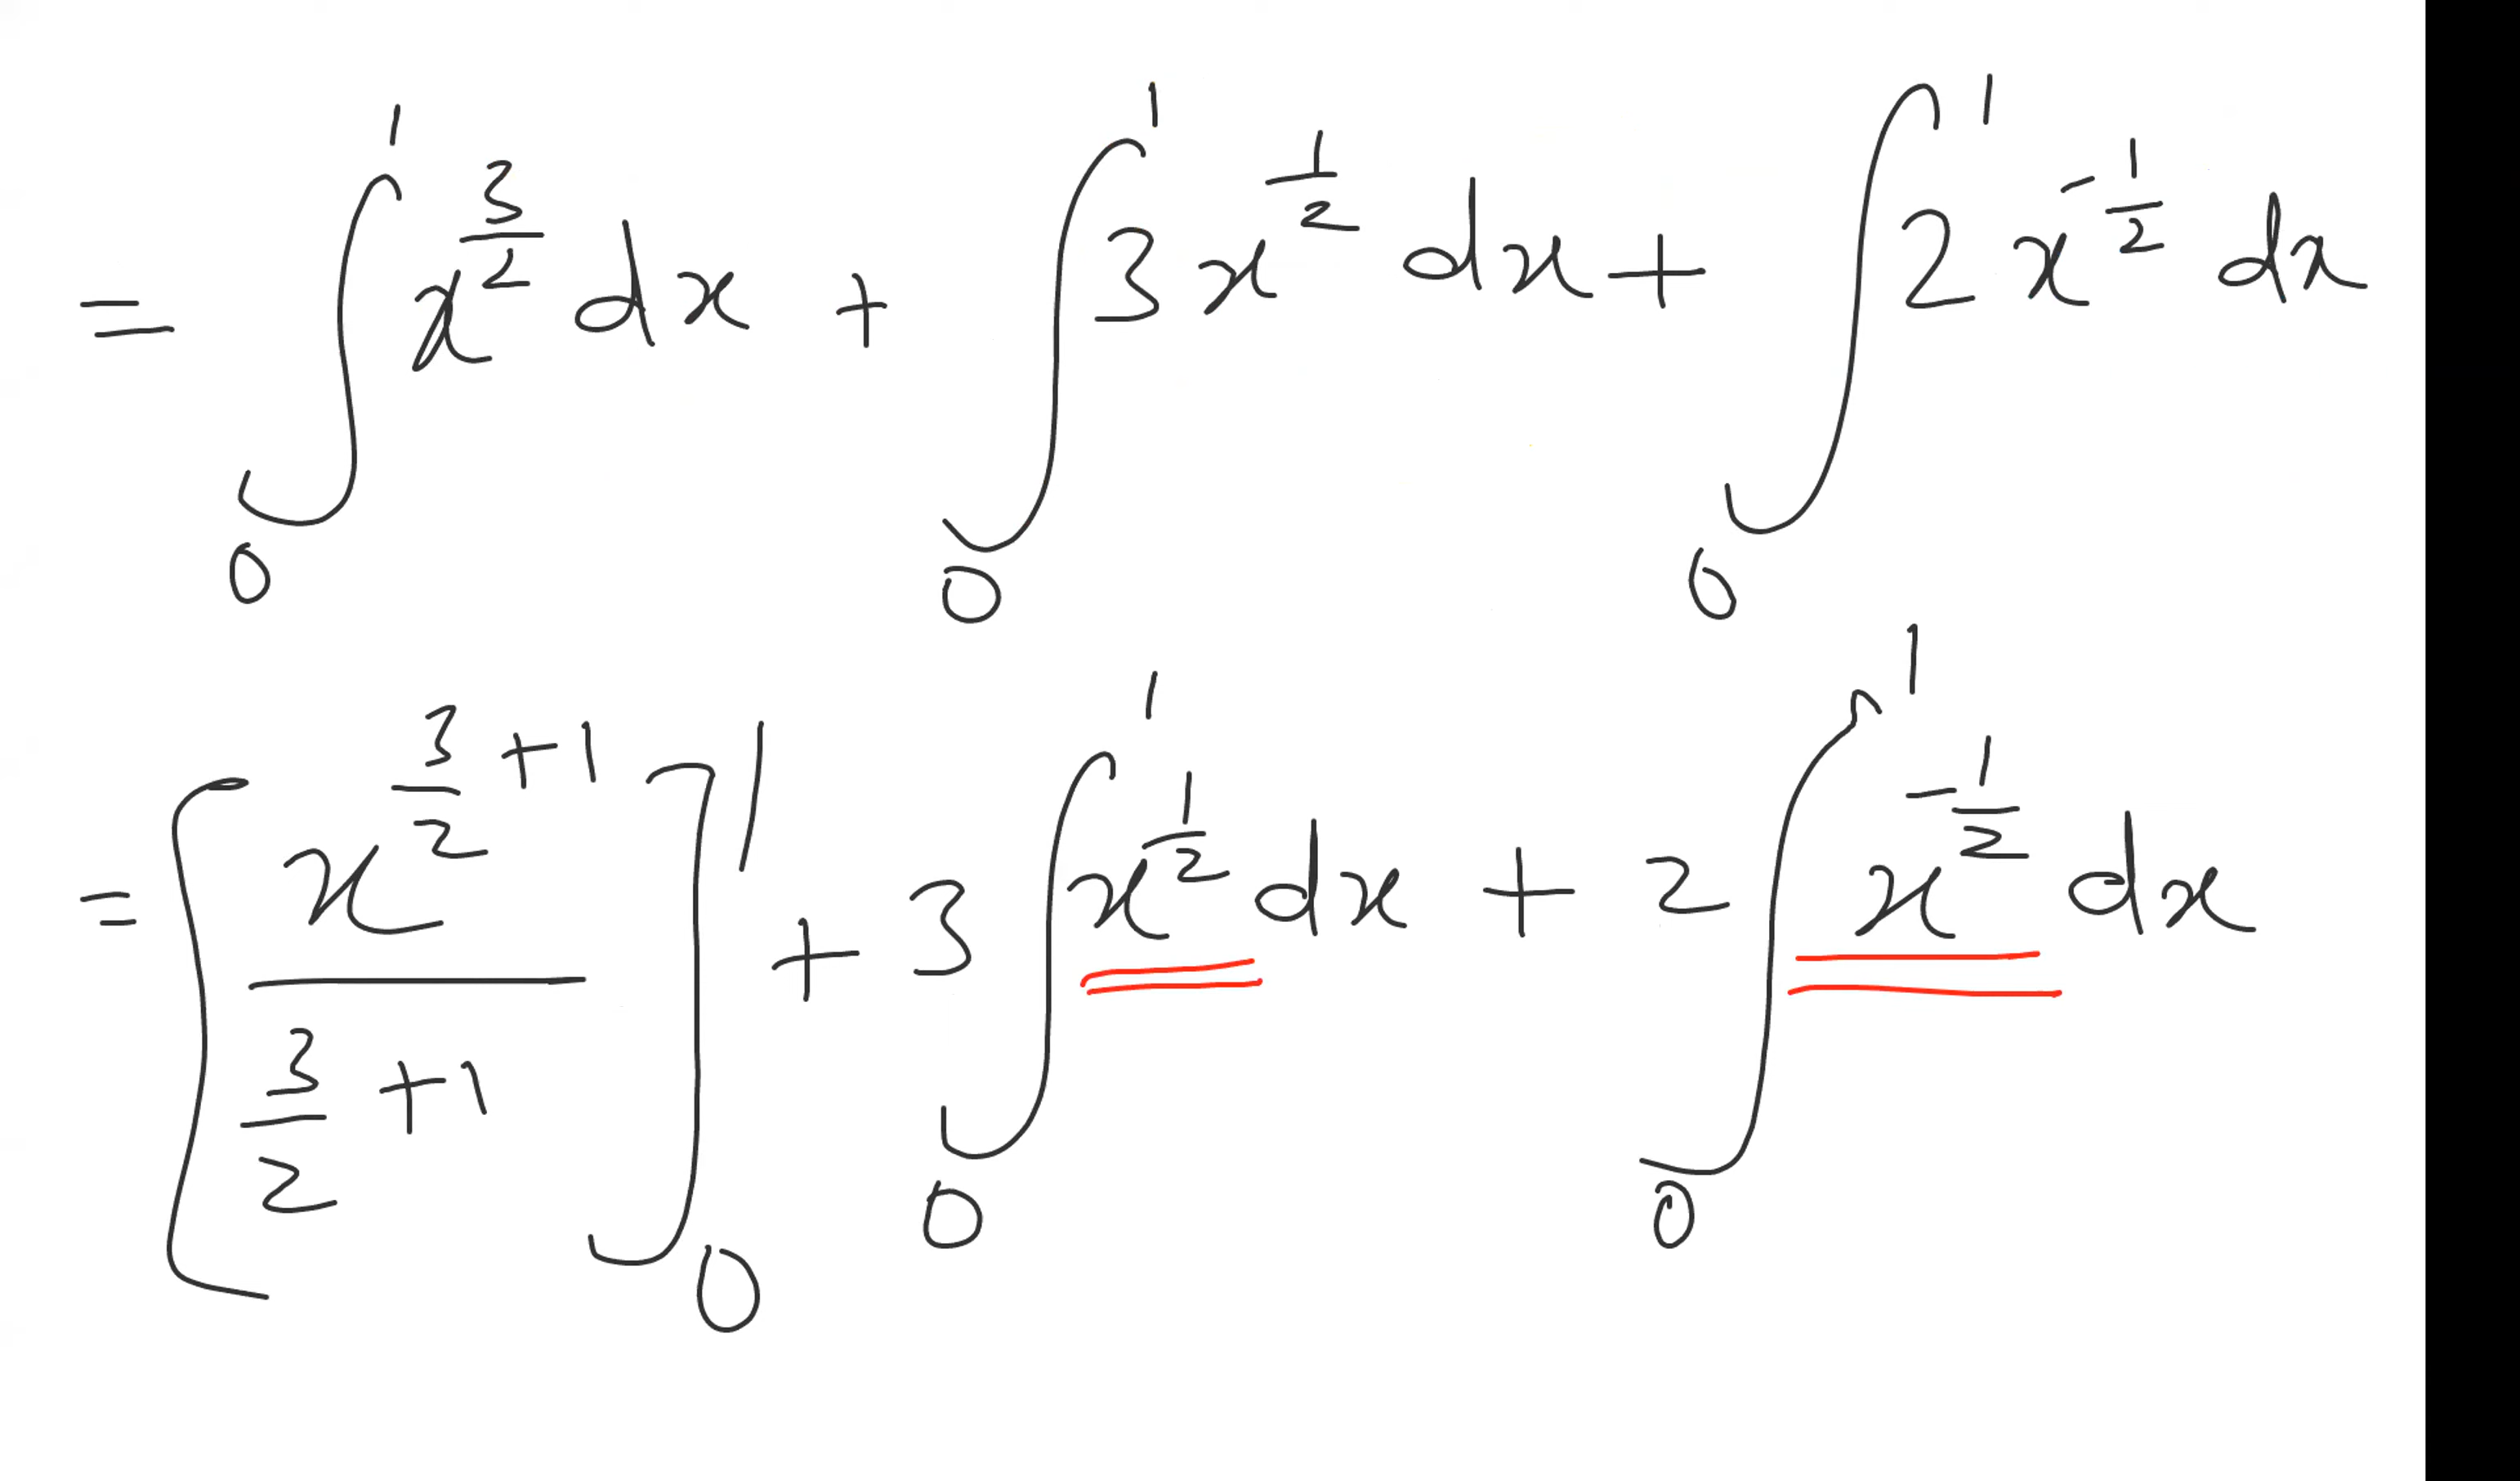 = ∫₀¹ x^(3/2) dx + ∫₀¹ 3x^(1/2) dx + ∫₀¹ 2x^(-1/2) dx
= [x^(3/2 + 1) / (3/2 + 1)]₀¹ + 3 ∫₀¹ x^(1/2) dx + 2 ∫₀¹ x^(-1/2) dx